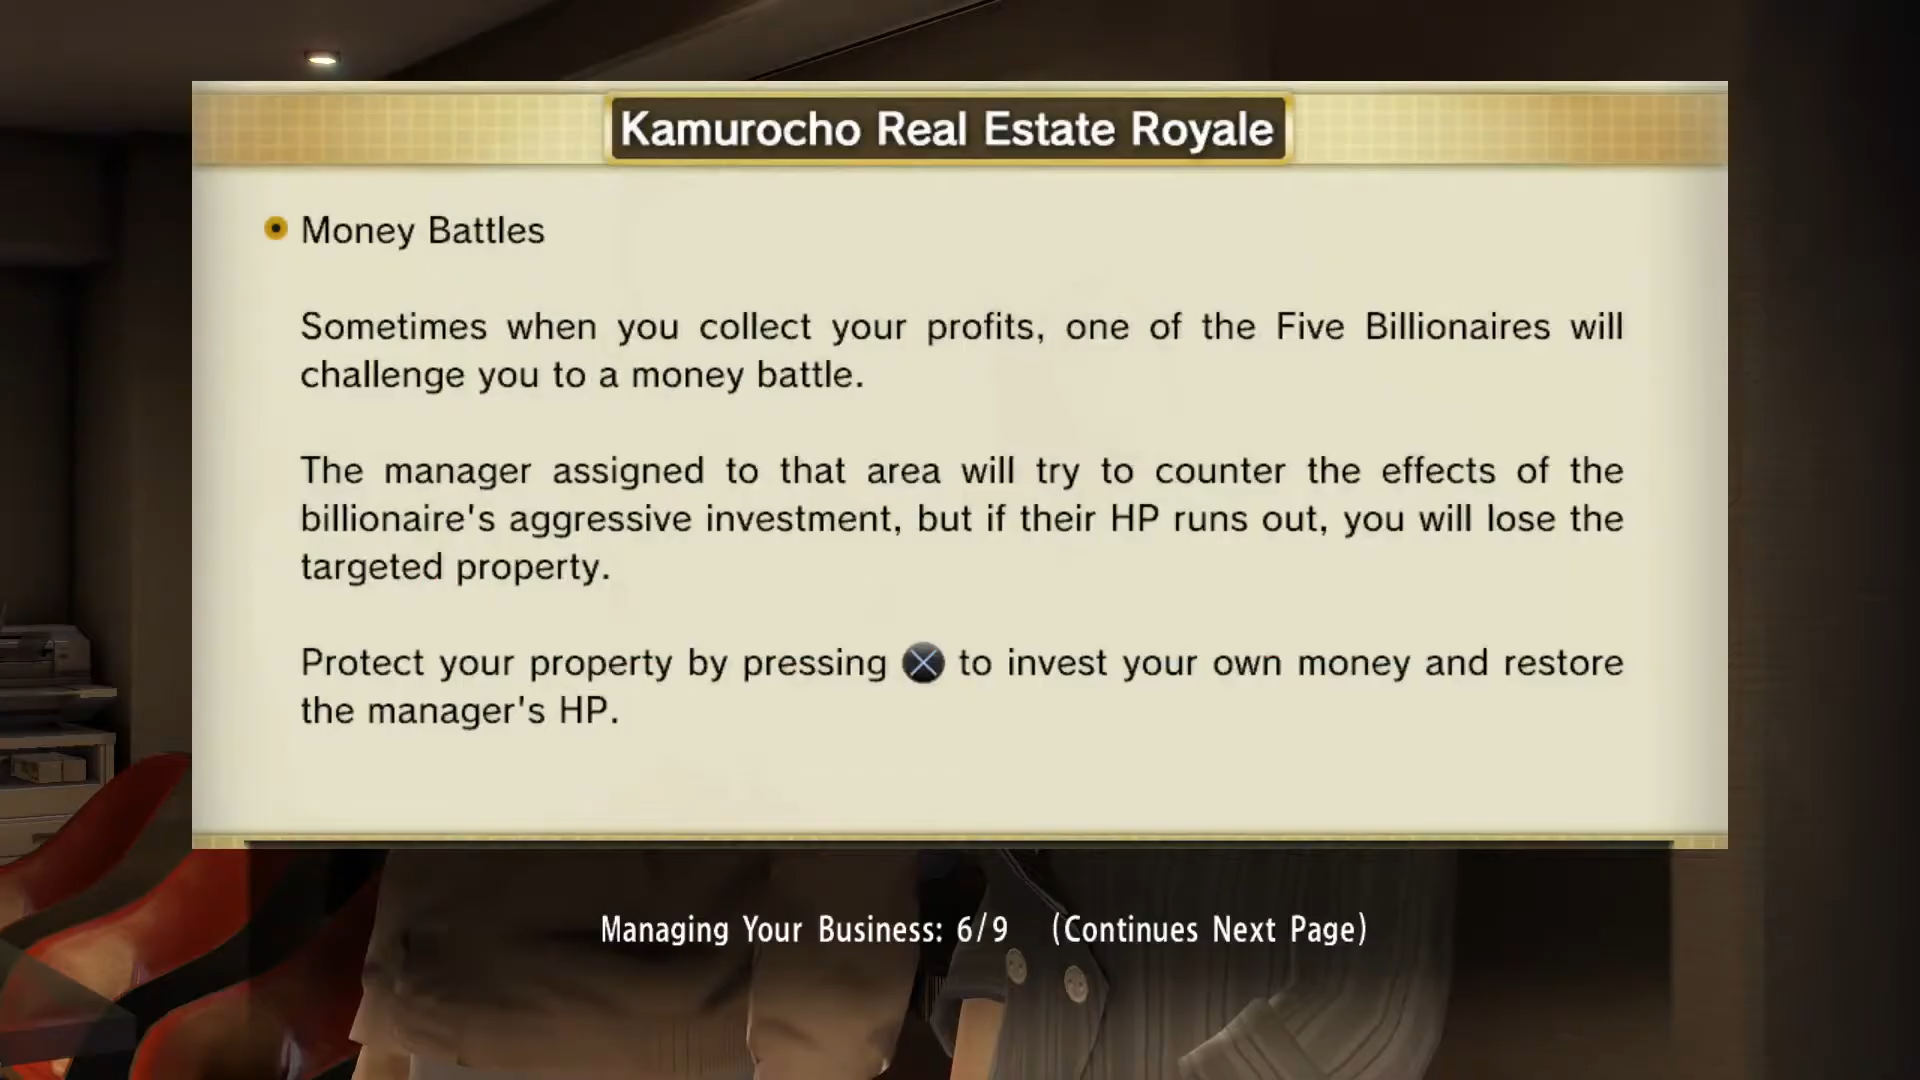 Kamurocho Real Estate Royale
Money Battles
Sometimes when you collect your profits, one of the Five Billionaires will
challenge you to a money battle.
The manager assigned to that area will try to counter the effects of the
billionaire's aggressive investment, but if their HP runs out, you will lose the
targeted property.
Protect your property by pressing to invest your own money and restore
the manager's HP.
Managing Your Business: 6/9 (Continues Next Page)